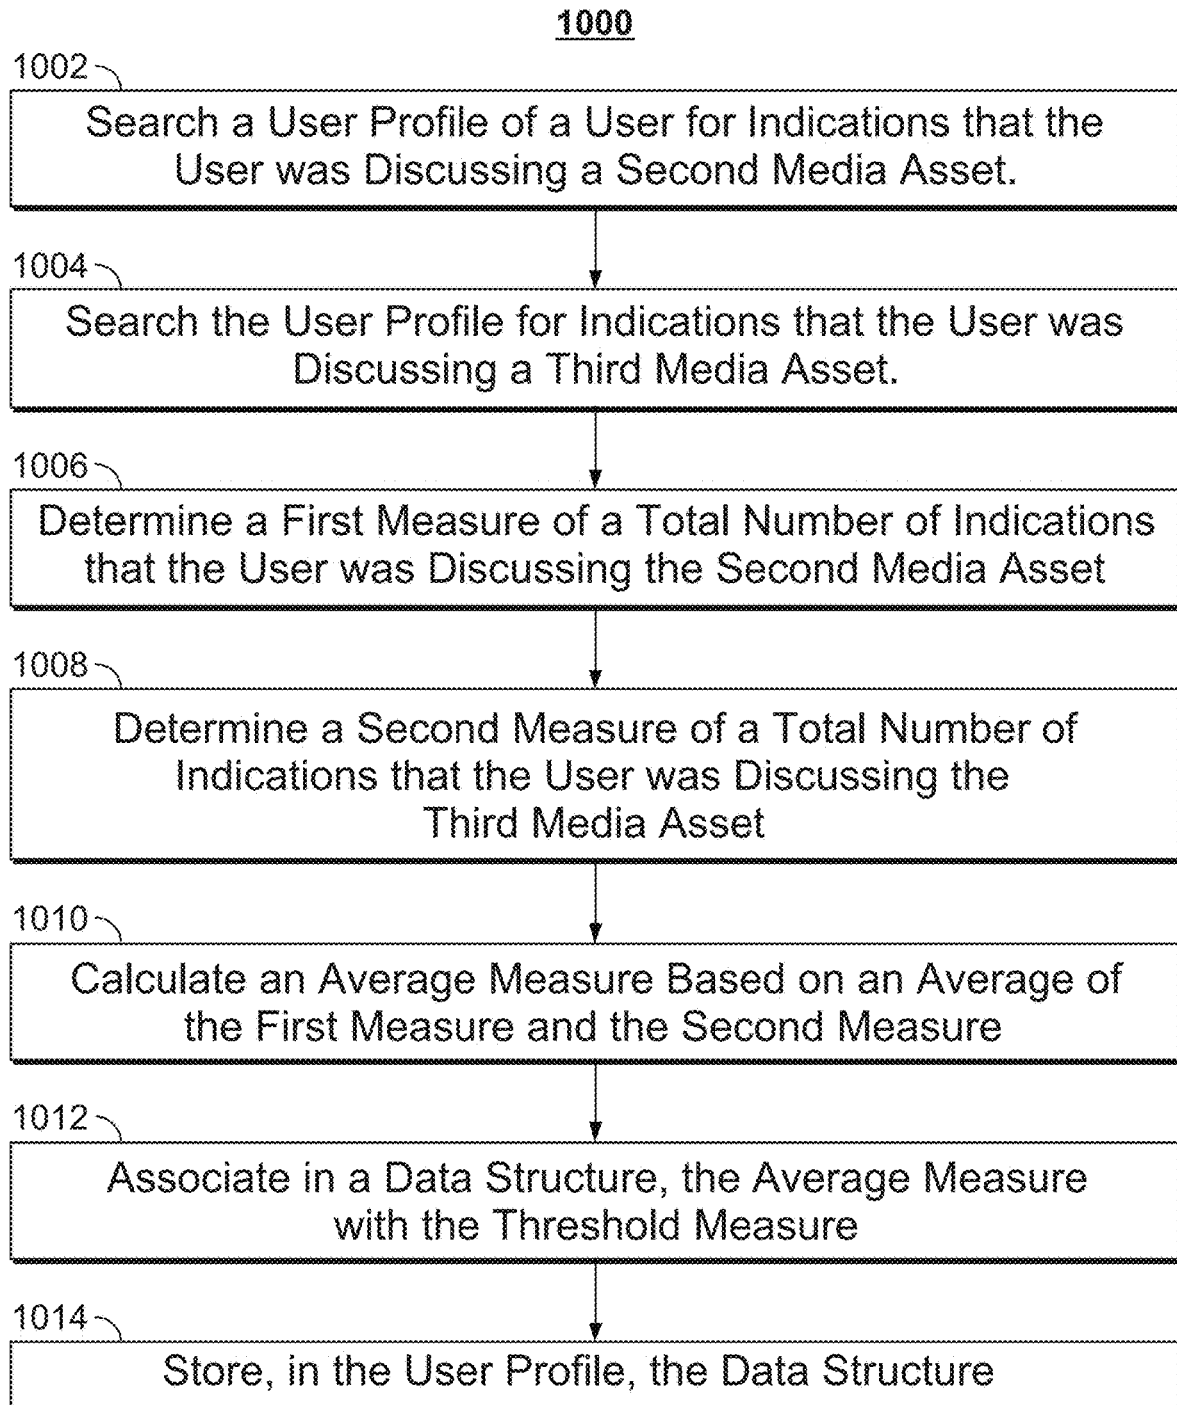 1000
1002
Search a User Profile of a User for Indications that the
User was Discussing a Second Media Asset.
1004
Search the User Profile for Indications that the User was
Discussing a Third Media Asset.
1006
Determine a First Measure of a Total Number of Indications
that the User was Discussing the Second Media Asset
1008
Determine a Second Measure of a Total Number of
Indications that the User was Discussing the
Third Media Asset
1010
Calculate an Average Measure Based on an Average of
the First Measure and the Second Measure
1012
Associate in a Data Structure, the Average Measure
with the Threshold Measure
1014
Store, in the User Profile, the Data Structure